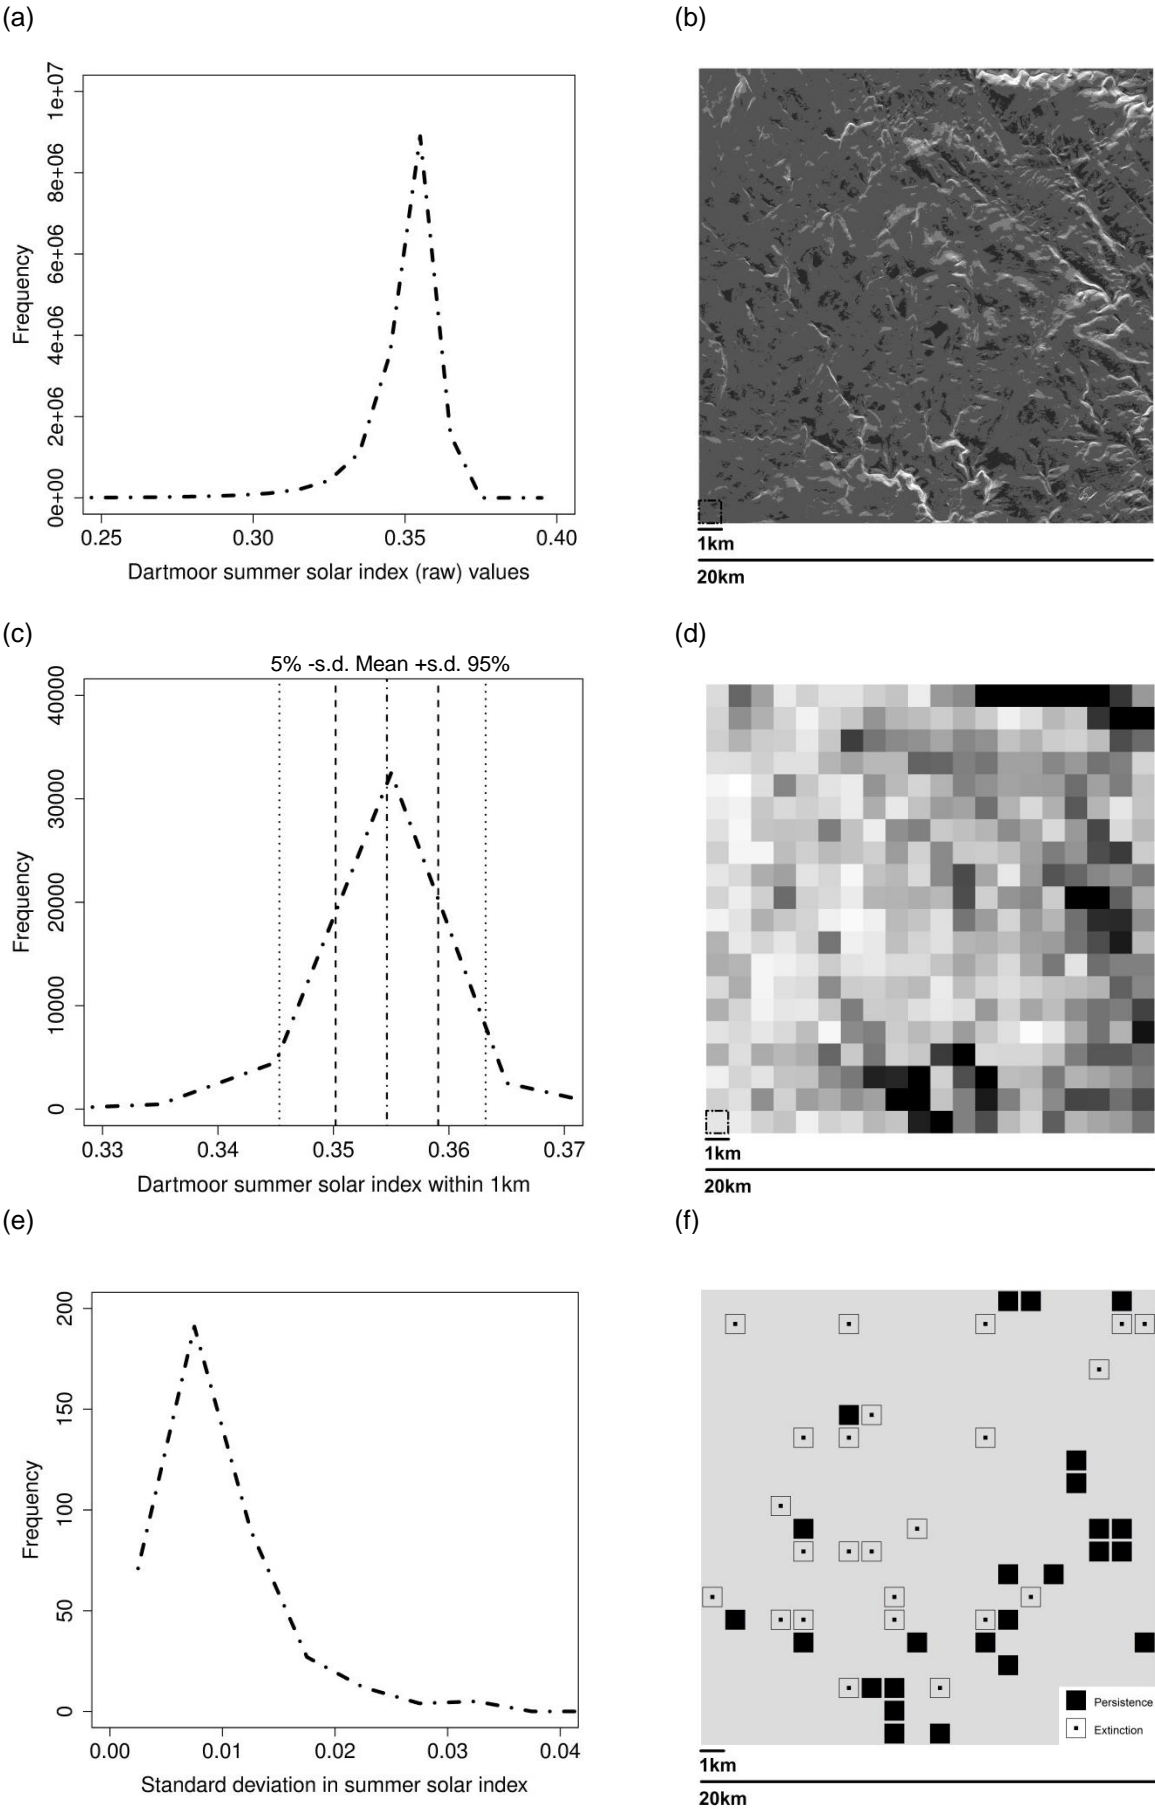 (a)
(b)
Frequency
0e+00 2e+06 4e+06 6e+06 8e+06 1e+07
0.25 0.30 0.35 0.40
Dartmoor summer solar index (raw) values
1km
20km
(c)
(d)
5% -s.d. Mean +s.d. 95%
Frequency
0 10000 20000 30000 40000
0.33 0.34 0.35 0.36 0.37
Dartmoor summer solar index within 1km
1km
20km
(e)
(f)
Frequency
0 50 100 150 200
0.00 0.01 0.02 0.03 0.04
Standard deviation in summer solar index
Persistence
Extinction
1km
20km